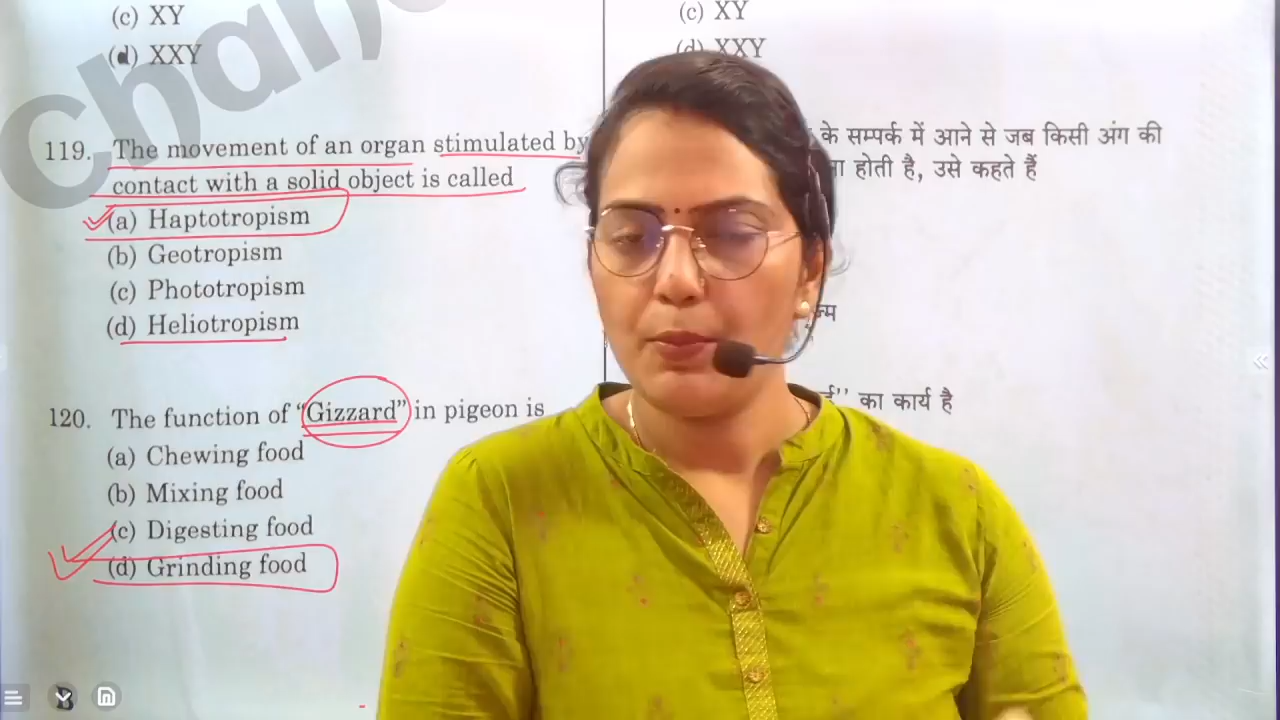 (c) XY
(d) XXY
(c) XY
(d) XXY
119. The movement of an organ stimulated by
contact with a solid object is called
(a) Haptotropism
(b) Geotropism
(c) Phototropism
(d) Heliotropism
के सम्पर्क में आने से जब किसी अंग की
होती है, उसे कहते हैं
120. The function of "Gizzard" in pigeon is
(a) Chewing food
(b) Mixing food
(c) Digesting food
(d) Grinding food
का कार्य है